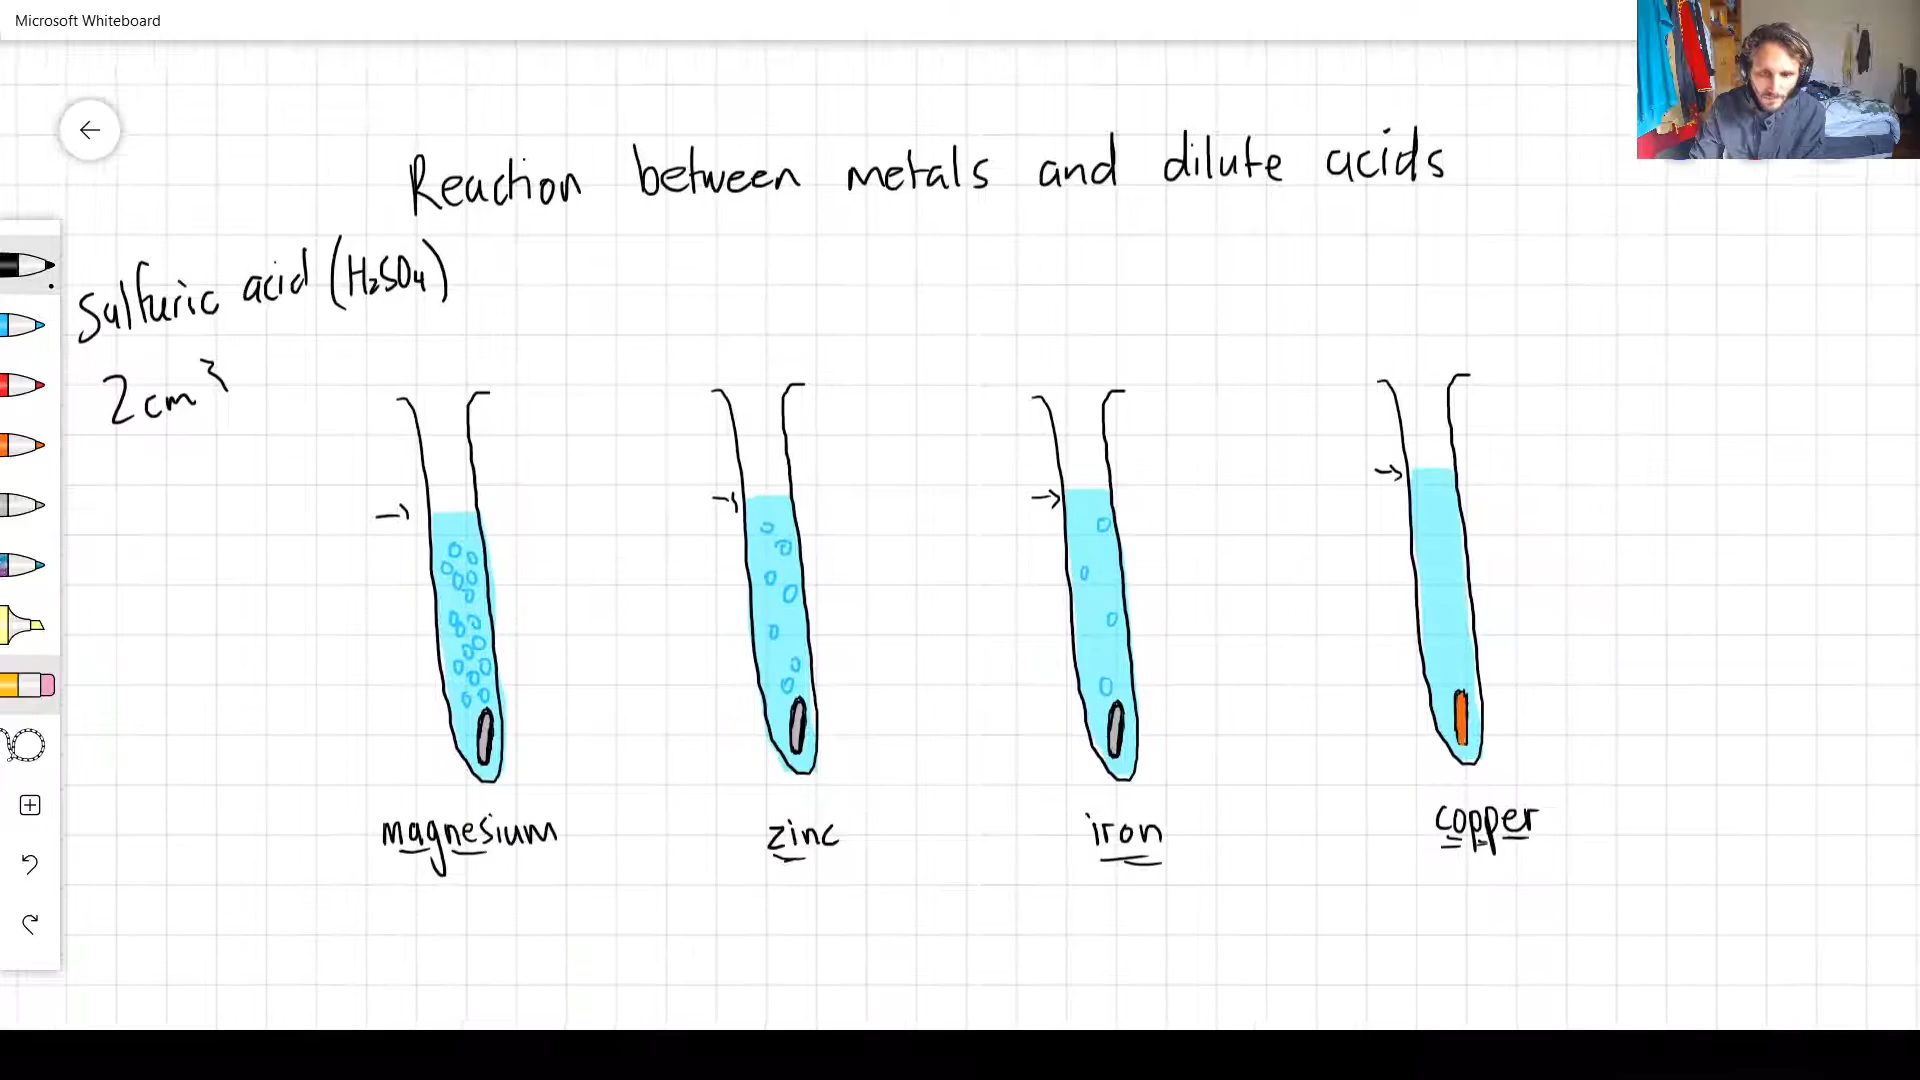 Microsoft Whiteboard
Reaction between metals and dilute acids
Sulfuric acid (H₂SO₄)
2cm³
magnesium zinc iron copper